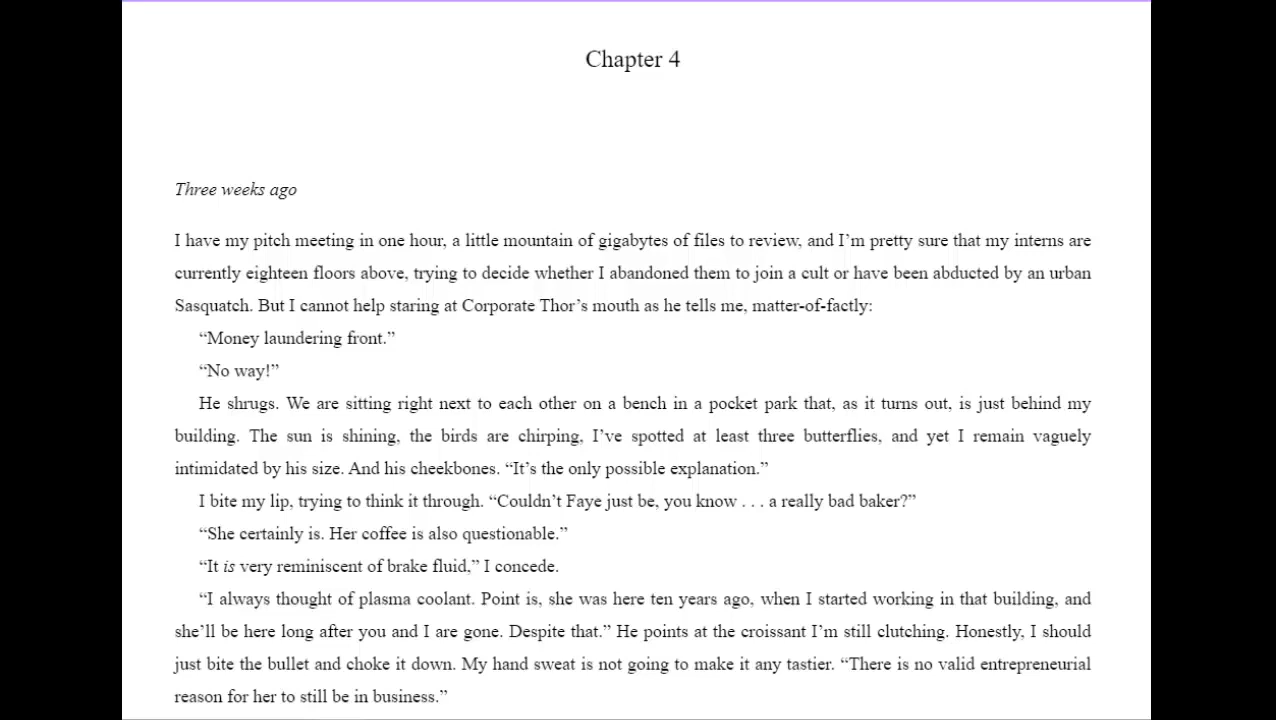 Chapter 4
Three weeks ago
I have my pitch meeting in one hour, a little mountain of gigabytes of files to review, and I’m pretty sure that my interns are
currently eighteen floors above, trying to decide whether I abandoned them to join a cult or have been abducted by an urban
Sasquatch. But I cannot help staring at Corporate Thor’s mouth as he tells me, matter-of-factly:
“Money laundering front.”
“No way!”
He shrugs. We are sitting right next to each other on a bench in a pocket park that, as it turns out, is just behind my
building. The sun is shining, the birds are chirping, I’ve spotted at least three butterflies, and yet I remain vaguely
intimidated by his size. And his cheekbones. “It’s the only possible explanation.”
I bite my lip, trying to think it through. “Couldn’t Faye just be, you know . . . a really bad baker?”
“She certainly is. Her coffee is also questionable.”
“It is very reminiscent of brake fluid,” I concede.
“I always thought of plasma coolant. Point is, she was here ten years ago, when I started working in that building, and
she’ll be here long after you and I are gone. Despite that.” He points at the croissant I’m still clutching. Honestly, I should
just bite the bullet and choke it down. My hand sweat is not going to make it any tastier. “There is no valid entrepreneurial
reason for her to still be in business.”